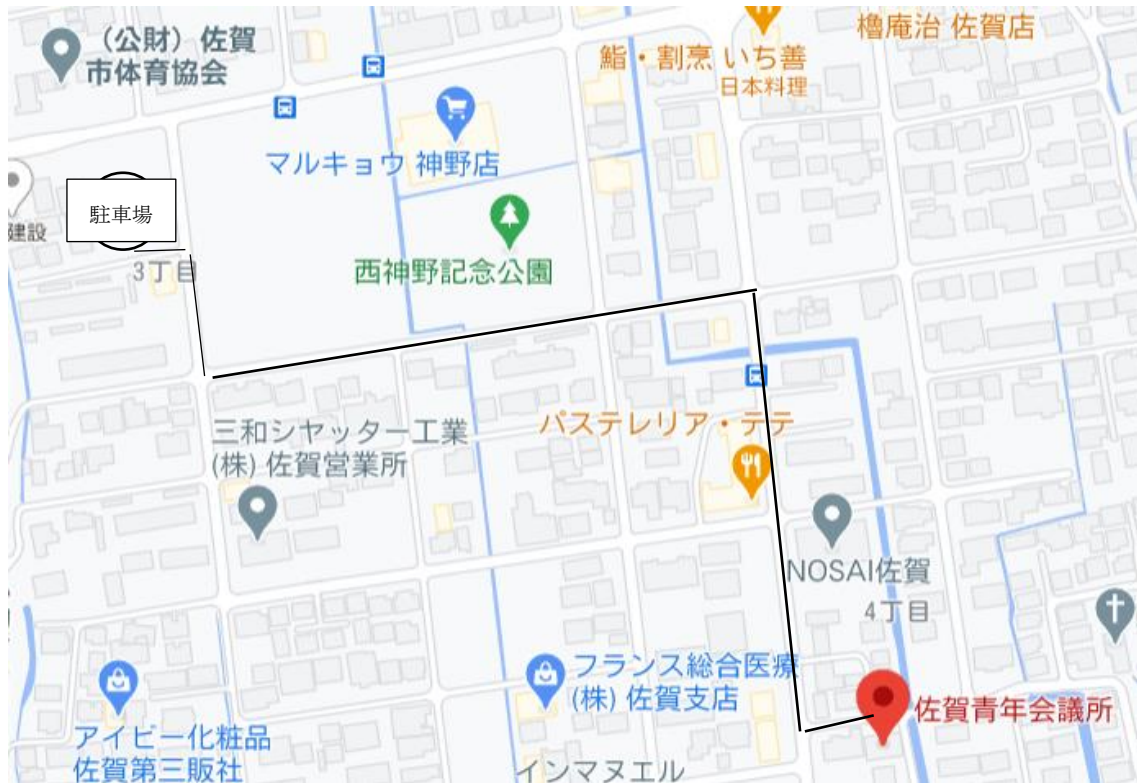 (公財)佐賀
市体育協会
鮨・割烹 いち善
日本料理
櫓庵治 佐賀店
マルキョウ 神野店
駐車場
建設
3丁目
西神野記念公園
三和シヤッター工業
(株) 佐賀営業所
パステレリア・テテ
NOSAI佐賀
4丁目
フランス総合医療
(株) 佐賀支店
佐賀青年会議所
アイビー化粧品
佐賀第三販社
インマヌエル